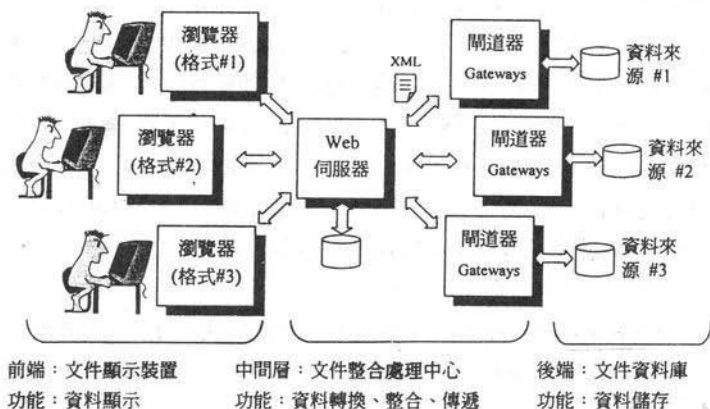 瀏覽器
(格式#1)
瀏覽器
(格式#2)
瀏覽器
(格式#3)
Web
伺服器
XML
閘道器
Gateways
資料來
源 #1
閘道器
Gateways
資料來
源 #2
閘道器
Gateways
資料來
源 #3
前端：文件顯示裝置
功能：資料顯示
中間層：文件整合處理中心
功能：資料轉換、整合、傳遞
後端：文件資料庫
功能：資料儲存